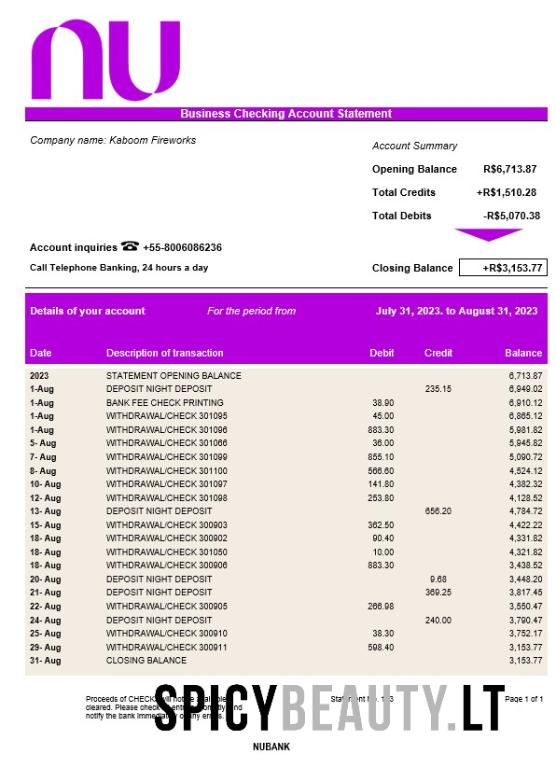 nu
Business Checking Account Statement
Company name: Kaboom Fireworks
Account Summary
Opening Balance R$6,713.87
Total Credits +R$1,510.28
Total Debits -R$5,070.38
Account inquiries ☎ +55-8006086236
Call Telephone Banking, 24 hours a day
Closing Balance +R$3,153.77
Details of your account For the period from July 31, 2023. to August 31, 2023
Date Description of transaction Debit Credit Balance
2023 STATEMENT OPENING BALANCE 6,713.87
1-Aug DEPOSIT NIGHT DEPOSIT 235.15 6,949.02
1-Aug BANK FEE CHECK PRINTING 38.90 6,910.12
1-Aug WITHDRAWAL/CHECK 301095 45.00 6,865.12
1-Aug WITHDRAWAL/CHECK 301096 883.30 5,981.82
5- Aug WITHDRAWAL/CHECK 301066 36.00 5,945.82
7- Aug WITHDRAWAL/CHECK 301099 855.10 5,090.72
8- Aug WITHDRAWAL/CHECK 301100 566.60 4,524.12
10- Aug WITHDRAWAL/CHECK 301097 141.80 4,382.32
12- Aug WITHDRAWAL/CHECK 301098 253.80 4,128.52
13- Aug DEPOSIT NIGHT DEPOSIT 656.20 4,784.72
15- Aug WITHDRAWAL/CHECK 300903 362.50 4,422.22
18- Aug WITHDRAWAL/CHECK 300902 90.40 4,331.82
18- Aug WITHDRAWAL/CHECK 301050 10.00 4,321.82
18- Aug WITHDRAWAL/CHECK 300906 883.30 3,438.52
20- Aug DEPOSIT NIGHT DEPOSIT 9.68 3,448.20
21- Aug DEPOSIT NIGHT DEPOSIT 369.25 3,817.45
22- Aug WITHDRAWAL/CHECK 300905 266.98 3,550.47
24- Aug DEPOSIT NIGHT DEPOSIT 240.00 3,790.47
25- Aug WITHDRAWAL/CHECK 300910 38.30 3,752.17
29- Aug WITHDRAWAL/CHECK 300911 598.40 3,153.77
31- Aug CLOSING BALANCE 3,153.77
Proceeds of CHECK will not Page 1 of 1
cleared. Please check
notify the bank any
SPICYBEAUTY.LT
NUBANK